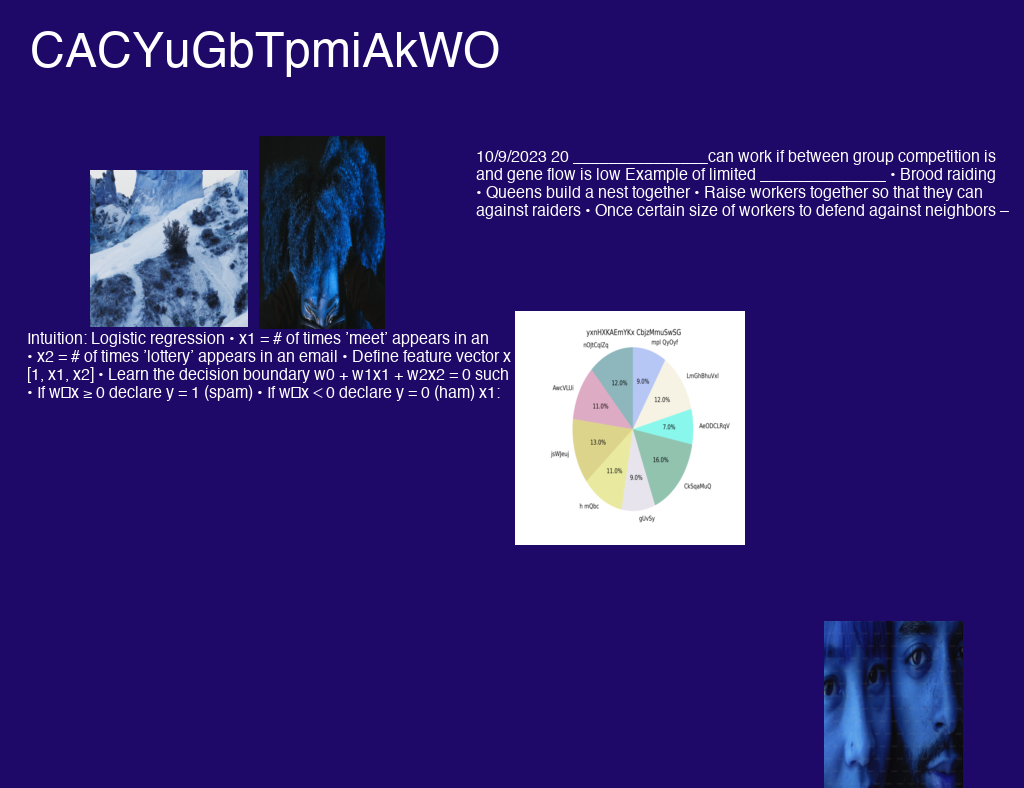 CACYuGbTpmiAkWO
10/9/2023 20 _______________can work if between group competition is
and gene flow is low Example of limited ______________ • Brood raiding
• Queens build a nest together • Raise workers together so that they can
against raiders • Once certain size of workers to defend against neighbors –
Intuition: Logistic regression • x1 = # of times ’meet’ appears in an
• x2 = # of times ’lottery’ appears in an email • Define feature vector x
[1, x1, x2] • Learn the decision boundary w0 + w1x1 + w2x2 = 0 such
• If w□x ≥ 0 declare y = 1 (spam) • If w□x < 0 declare y = 0 (ham) x1:
yxnHXKAEmYKx CbjzMmuSwSG
mpl QyOyf
LmGhBhuVxl
AeODCLRqV
CkSqaMuQ
gUvSy
h mQbc
jsWJeuj
AwcVLUi
n0JtCqlZq
9.0%
12.0%
7.0%
16.0%
9.0%
11.0%
13.0%
11.0%
12.0%